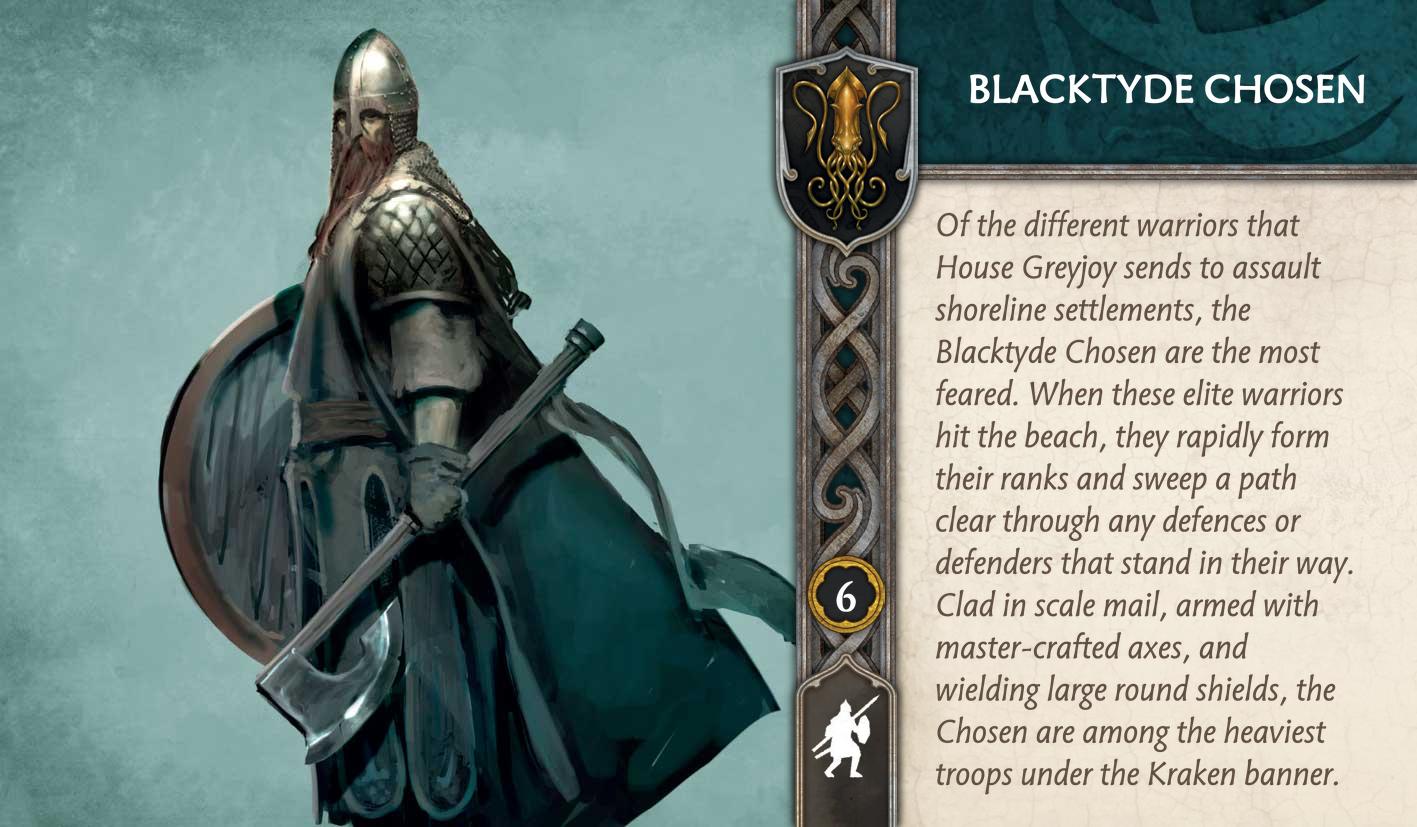 BLACKTYDE CHOSEN
Of the different warriors that
House Greyjoy sends to assault
shoreline settlements, the
Blacktyde Chosen are the most
feared. When these elite warriors
hit the beach, they rapidly form
their ranks and sweep a path
clear through any defences or
defenders that stand in their way.
Clad in scale mail, armed with
master-crafted axes, and
wielding large round shields, the
Chosen are among the heaviest
troops under the Kraken banner.
6